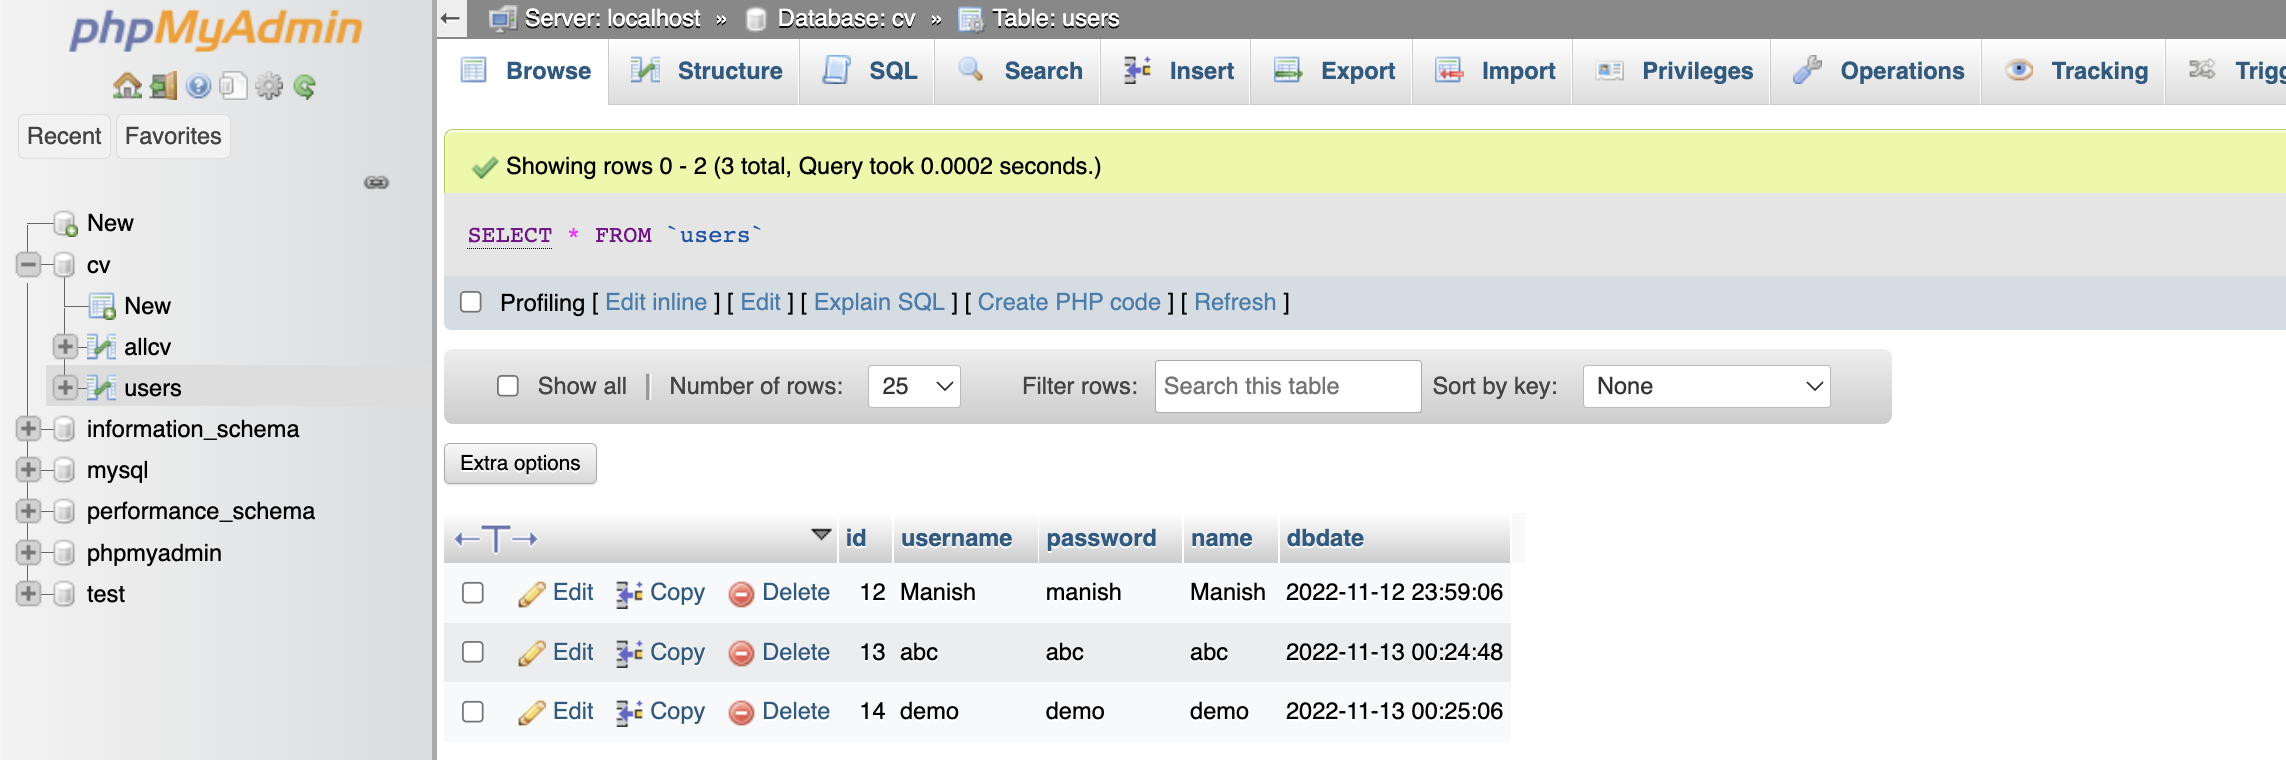 phpMyAdmin
Recent Favorites
New
cv
New
allcv
users
information_schema
mysql
performance_schema
phpmyadmin
test
Server: localhost » Database: cv » Table: users
Browse Structure SQL Search Insert Export Import Privileges Operations Tracking
Showing rows 0 - 2 (3 total, Query took 0.0002 seconds.)
SELECT * FROM `users`
Profiling [ Edit inline ] [ Edit ] [ Explain SQL ] [ Create PHP code ] [ Refresh ]
Show all | Number of rows: 25 Filter rows: Search this table Sort by key: None
Extra options
←T→ id username password name dbdate
Edit Copy Delete 12 Manish manish Manish 2022-11-12 23:59:06
Edit Copy Delete 13 abc abc abc 2022-11-13 00:24:48
Edit Copy Delete 14 demo demo demo 2022-11-13 00:25:06